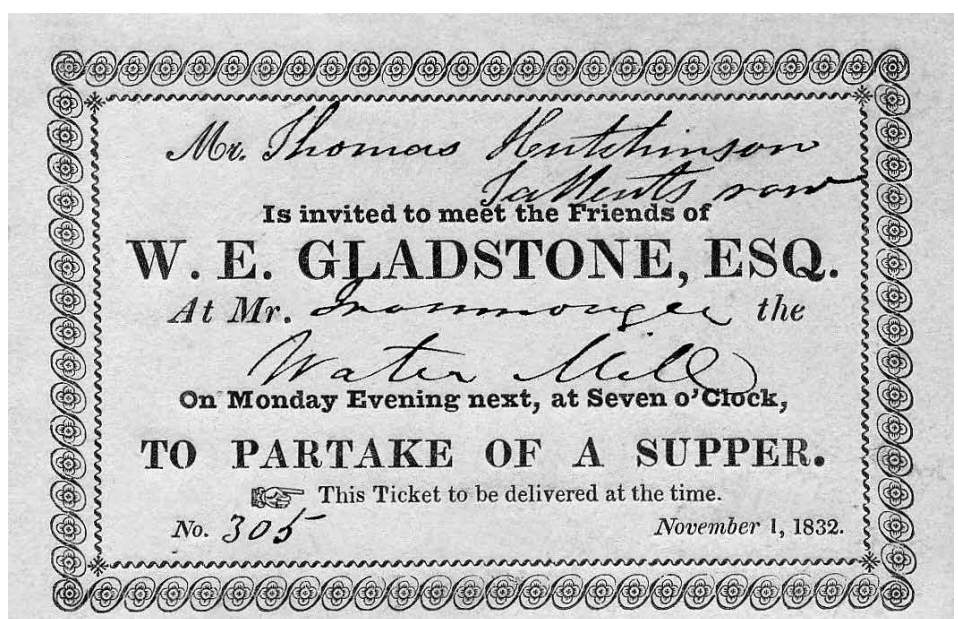 Mr. Thomas Hutchinson
Tallents row
Is invited to meet the Friends of
W. E. GLADSTONE, ESQ.
At Mr. Ironmonger the
Water Mill
On Monday Evening next, at Seven o'Clock,
TO PARTAKE OF A SUPPER.
This Ticket to be delivered at the time.
No. 305 November 1, 1832.